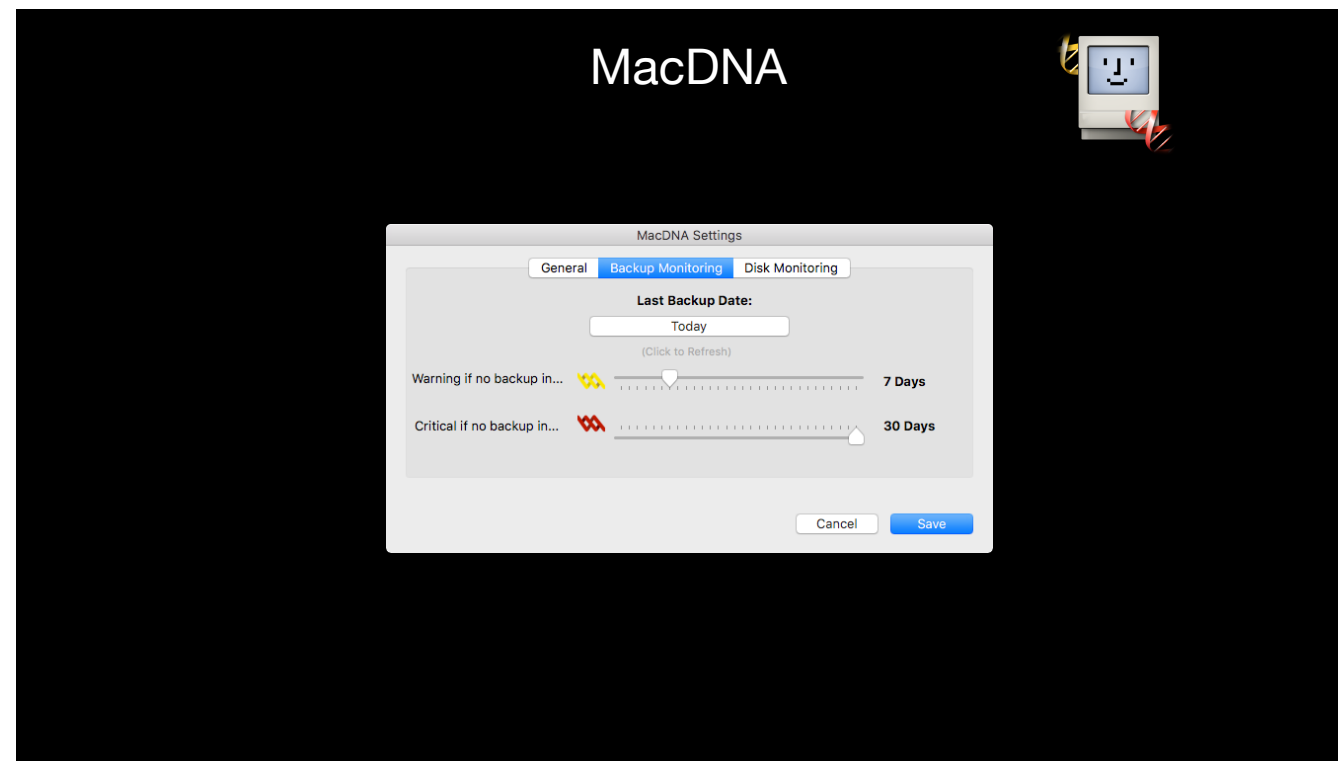 MacDNA
MacDNA Settings
General Backup Monitoring Disk Monitoring
Last Backup Date:
Today
(Click to Refresh)
Warning if no backup in... 7 Days
Critical if no backup in... 30 Days
Cancel Save